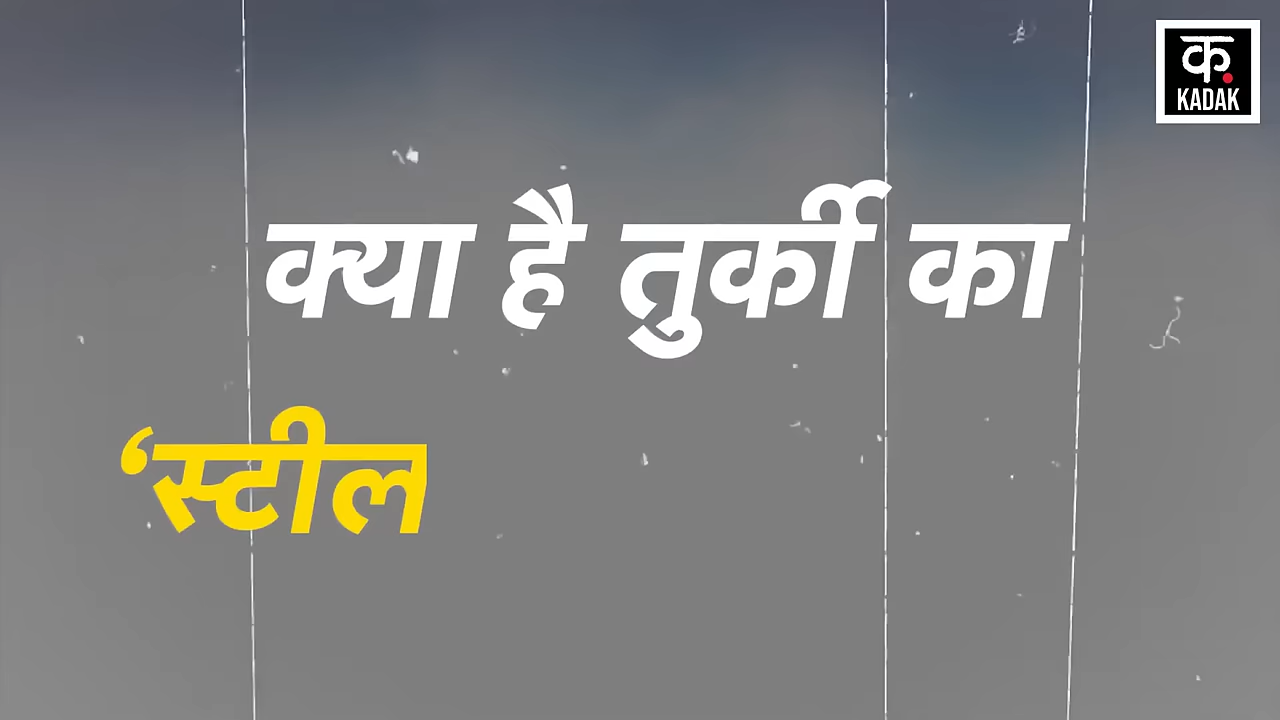 क.
KADAK
क्या है तुर्की का
‘स्टील